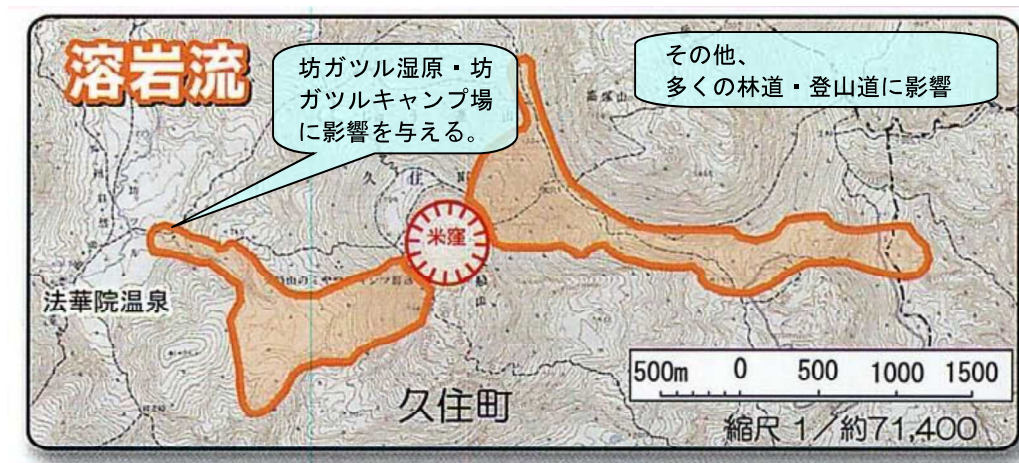 溶岩流
坊ガツル湿原・坊
ガツルキャンプ場
に影響を与える。
その他、
多くの林道・登山道に影響
米窪
法華院温泉
久住町
500m 0 500 1000 1500
縮尺 1／約71,400